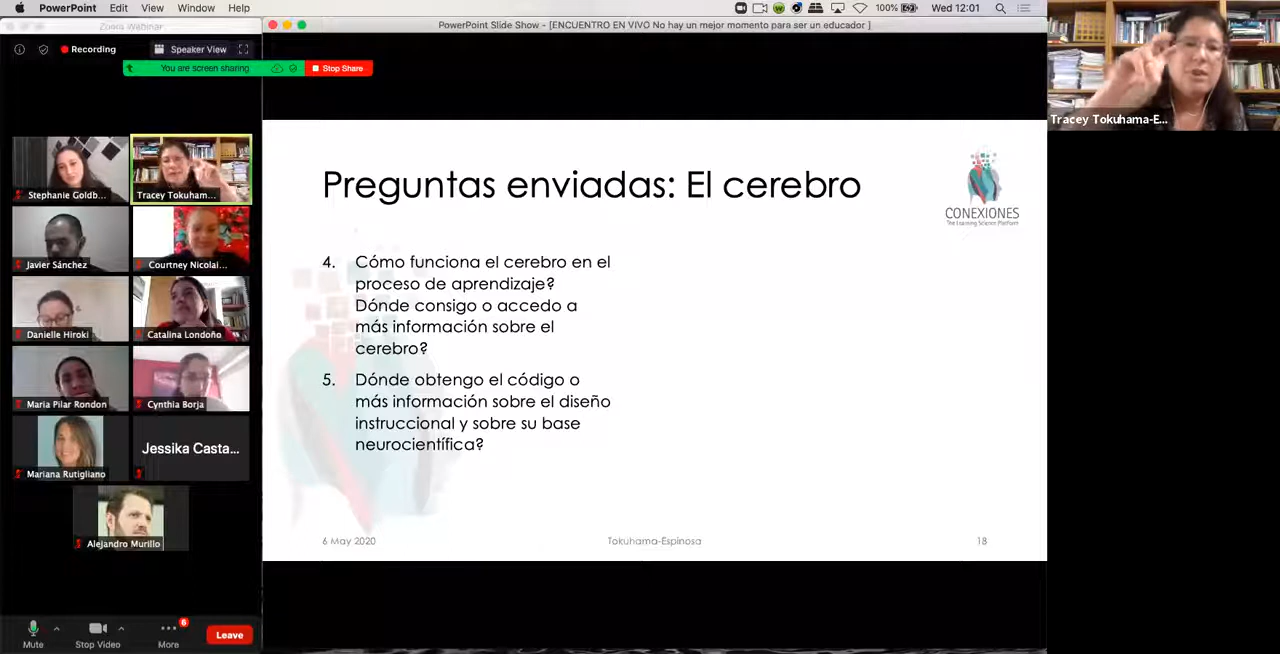 PowerPoint Edit View Window Help
100% Wed 12:01
Zoom Webinar
PowerPoint Slide Show - [ENCUENTRO EN VIVO No hay un mejor momento para ser un educador ]
Recording
Speaker View
You are screen sharing
Stop Share
Tracey Tokuhama-E...
Stephanie Goldb...
Tracey Tokuham...
Javier Sánchez
Courtney Nicolai...
Danielle Hiroki
Catalina Londoño
Maria Pilar Rondon
Cynthia Borja
Mariana Rutigliano
Jessika Casta...
Alejandro Murillo
Mute
Stop Video
More
6
Leave
Preguntas enviadas: El cerebro
CONEXIONES
The Learning Science Platform
4. Cómo funciona el cerebro en el
proceso de aprendizaje?
Dónde consigo o accedo a
más información sobre el
cerebro?
5. Dónde obtengo el código o
más información sobre el diseño
instruccional y sobre su base
neurocientífica?
6 May 2020
Tokuhama-Espinosa
18